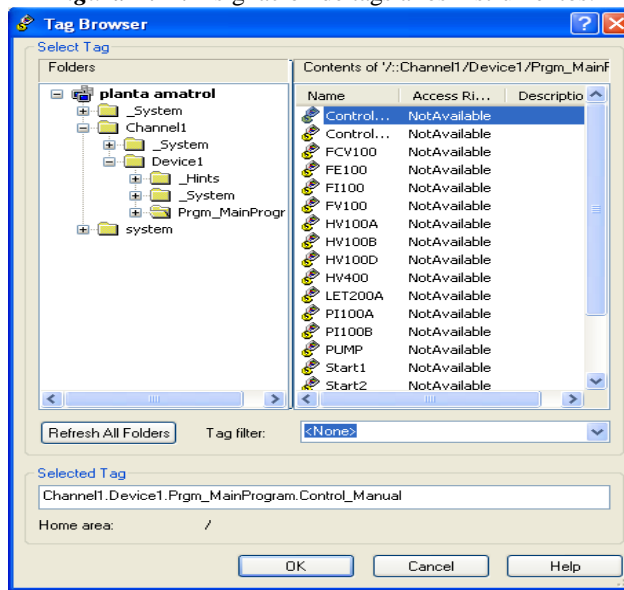 Tag Browser
Select Tag
Folders
Contents of '/::Channel1/Device1/Prgm_MainF
planta amatrol
_System
Channel1
_System
Device1
_Hints
_System
Prgm_MainProgr
system
Name Access Ri... Descriptio
Control... NotAvailable
Control... NotAvailable
FCV100 NotAvailable
FE100 NotAvailable
FI100 NotAvailable
FV100 NotAvailable
HV100A NotAvailable
HV100B NotAvailable
HV100D NotAvailable
HV400 NotAvailable
LET200A NotAvailable
PI100A NotAvailable
PI100B NotAvailable
PUMP NotAvailable
Start1 NotAvailable
Start2 NotAvailable
Refresh All Folders Tag filter: <None>
Selected Tag
Channel1.Device1.Prgm_MainProgram.Control_Manual
Home area: /
OK Cancel Help